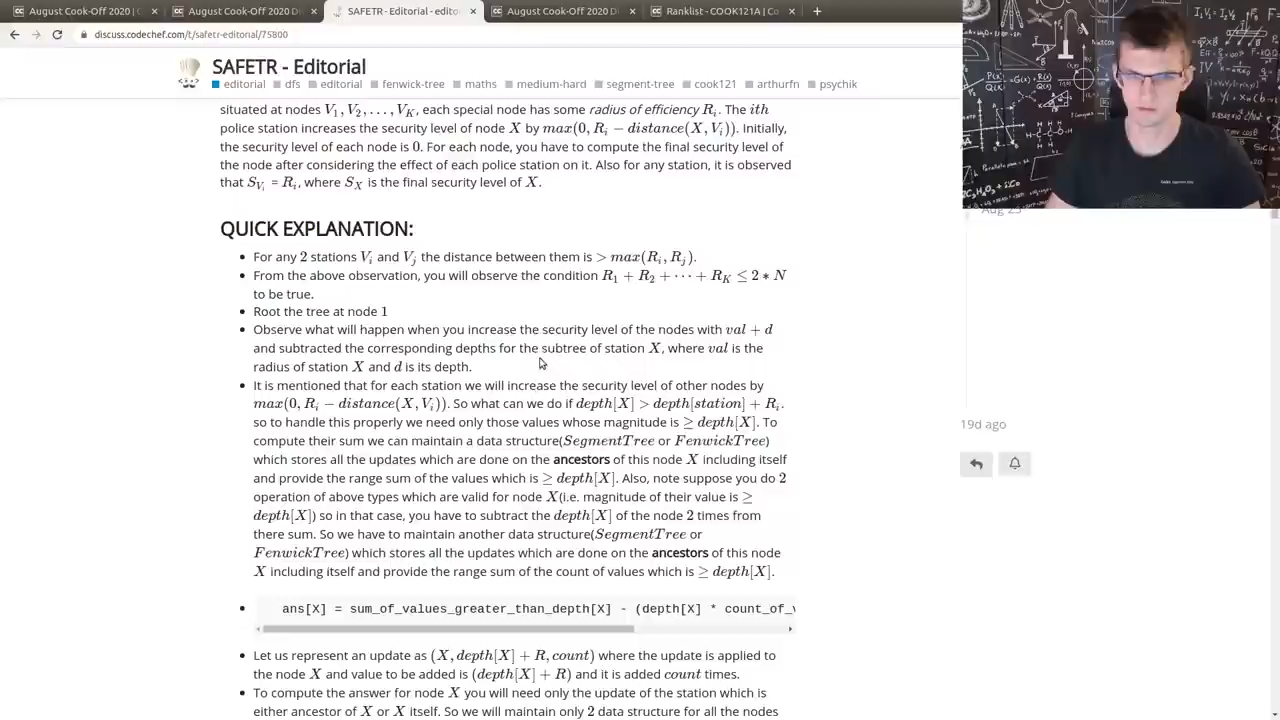 August Cook-Off 2020 | C
August Cook-Off 2020 Di
SAFETR - Editorial - edito
August Cook-Off 2020 D
Ranklist - COOK121A | Co
discuss.codechef.com/t/safetr-editorial/75800
SAFETR - Editorial
editorial dfs editorial fenwick-tree maths medium-hard segment-tree cook121 arthurfn psychik
situated at nodes V₁, V₂, . . . , V_K, each special node has some radius of efficiency Rᵢ. The ith
police station increases the security level of node X by max(0, Rᵢ − distance(X, Vᵢ)). Initially,
the security level of each node is 0. For each node, you have to compute the final security level of
the node after considering the effect of each police station on it. Also for any station, it is observed
that S_{Vᵢ} = Rᵢ, where S_X is the final security level of X.
QUICK EXPLANATION:
For any 2 stations Vᵢ and Vⱼ the distance between them is > max(Rᵢ, Rⱼ).
From the above observation, you will observe the condition R₁ + R₂ + ⋯ + R_K ≤ 2 * N
to be true.
Root the tree at node 1
Observe what will happen when you increase the security level of the nodes with val + d
and subtracted the corresponding depths for the subtree of station X, where val is the
radius of station X and d is its depth.
It is mentioned that for each station we will increase the security level of other nodes by
max(0, Rᵢ − distance(X, Vᵢ)). So what can we do if depth[X] > depth[station] + Rᵢ.
so to handle this properly we need only those values whose magnitude is ≥ depth[X]. To
compute their sum we can maintain a data structure(SegmentTree or FenwickTree)
which stores all the updates which are done on the ancestors of this node X including itself
and provide the range sum of the values which is ≥ depth[X]. Also, note suppose you do 2
operation of above types which are valid for node X(i.e. magnitude of their value is ≥
depth[X]) so in that case, you have to subtract the depth[X] of the node 2 times from
there sum. So we have to maintain another data structure(SegmentTree or
FenwickTree) which stores all the updates which are done on the ancestors of this node
X including itself and provide the range sum of the count of values which is ≥ depth[X].
ans[X] = sum_of_values_greater_than_depth[X] - (depth[X] * count_of_
Let us represent an update as (X, depth[X] + R, count) where the update is applied to
the node X and value to be added is (depth[X] + R) and it is added count times.
To compute the answer for node X you will need only the update of the station which is
either ancestor of X or X itself. So we will maintain only 2 data structure for all the nodes
19d ago